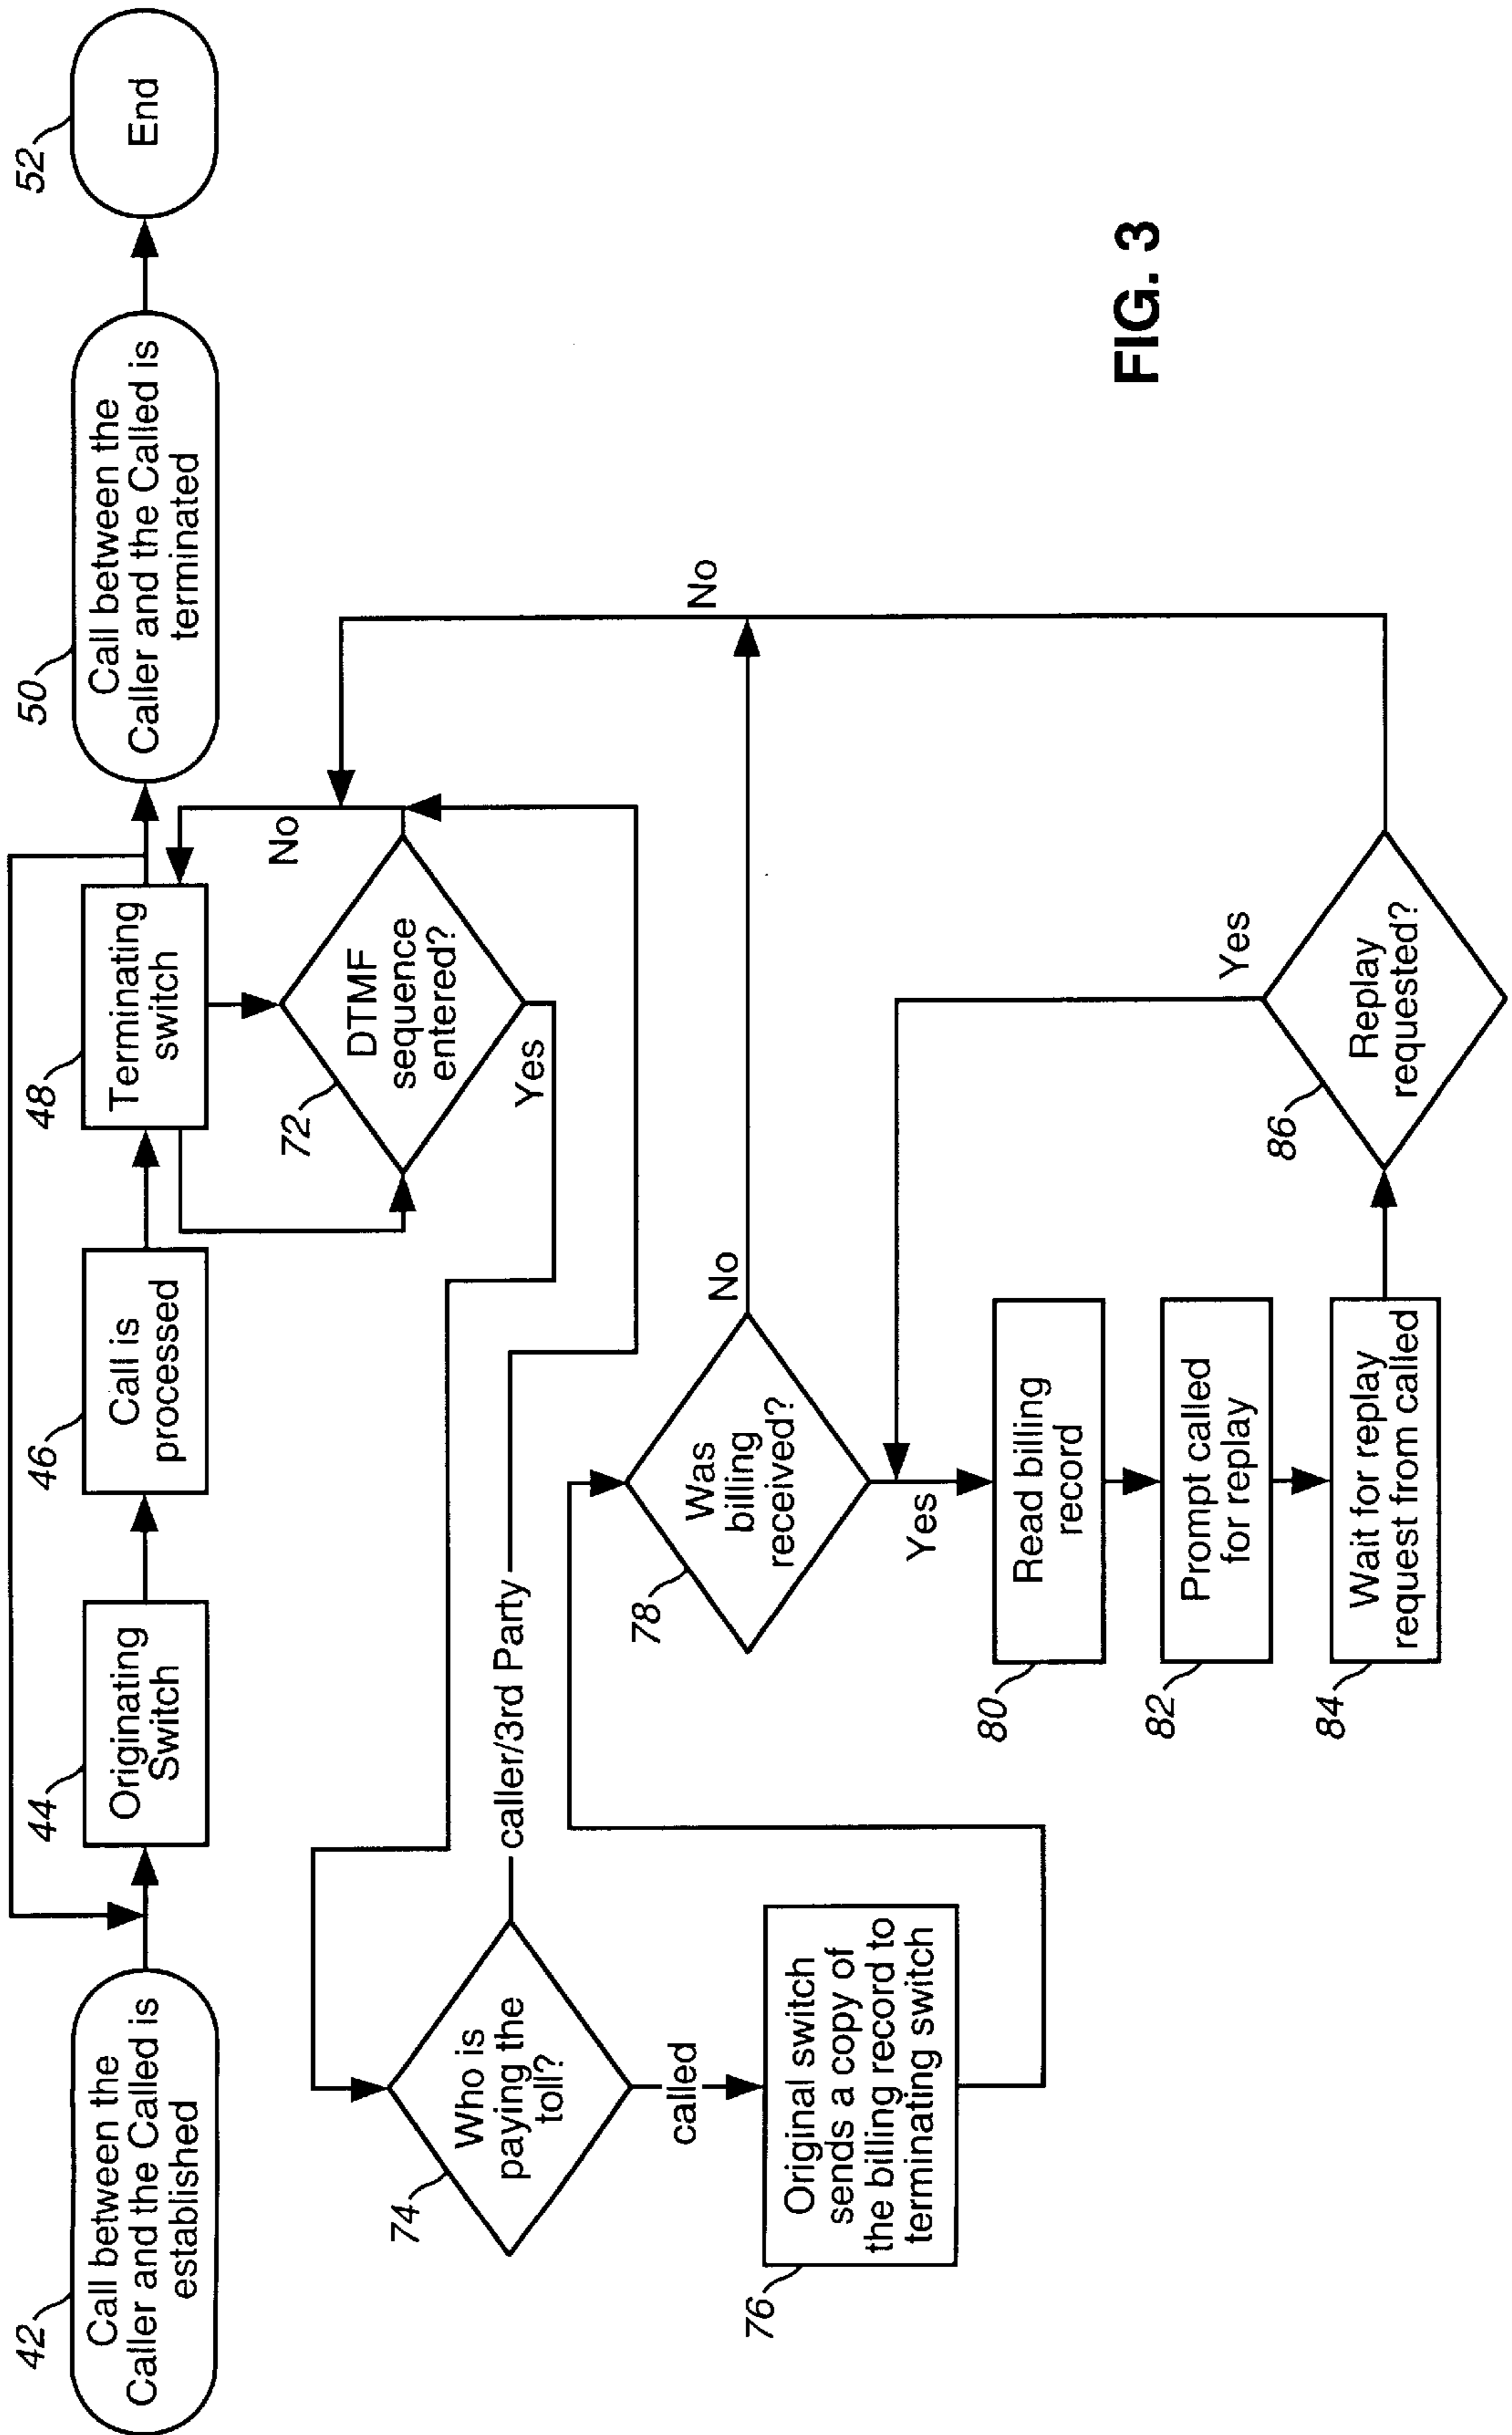 42
Call between the
Caller and the Called is
established
44
Originating
Switch
46
Call is
processed
48
Terminating
switch
50
Call between the
Caller and the Called is
terminated
52
End
72
DTMF
sequence
entered?
No
Yes
74
Who is
paying the
toll?
caller/3rd Party
called
76
Original switch
sends a copy of
the billing record to
terminating switch
78
Was
billing
received?
No
No
Yes
80
Read billing
record
82
Prompt called
for replay
84
Wait for replay
request from called
86
Replay
requested?
Yes
FIG. 3